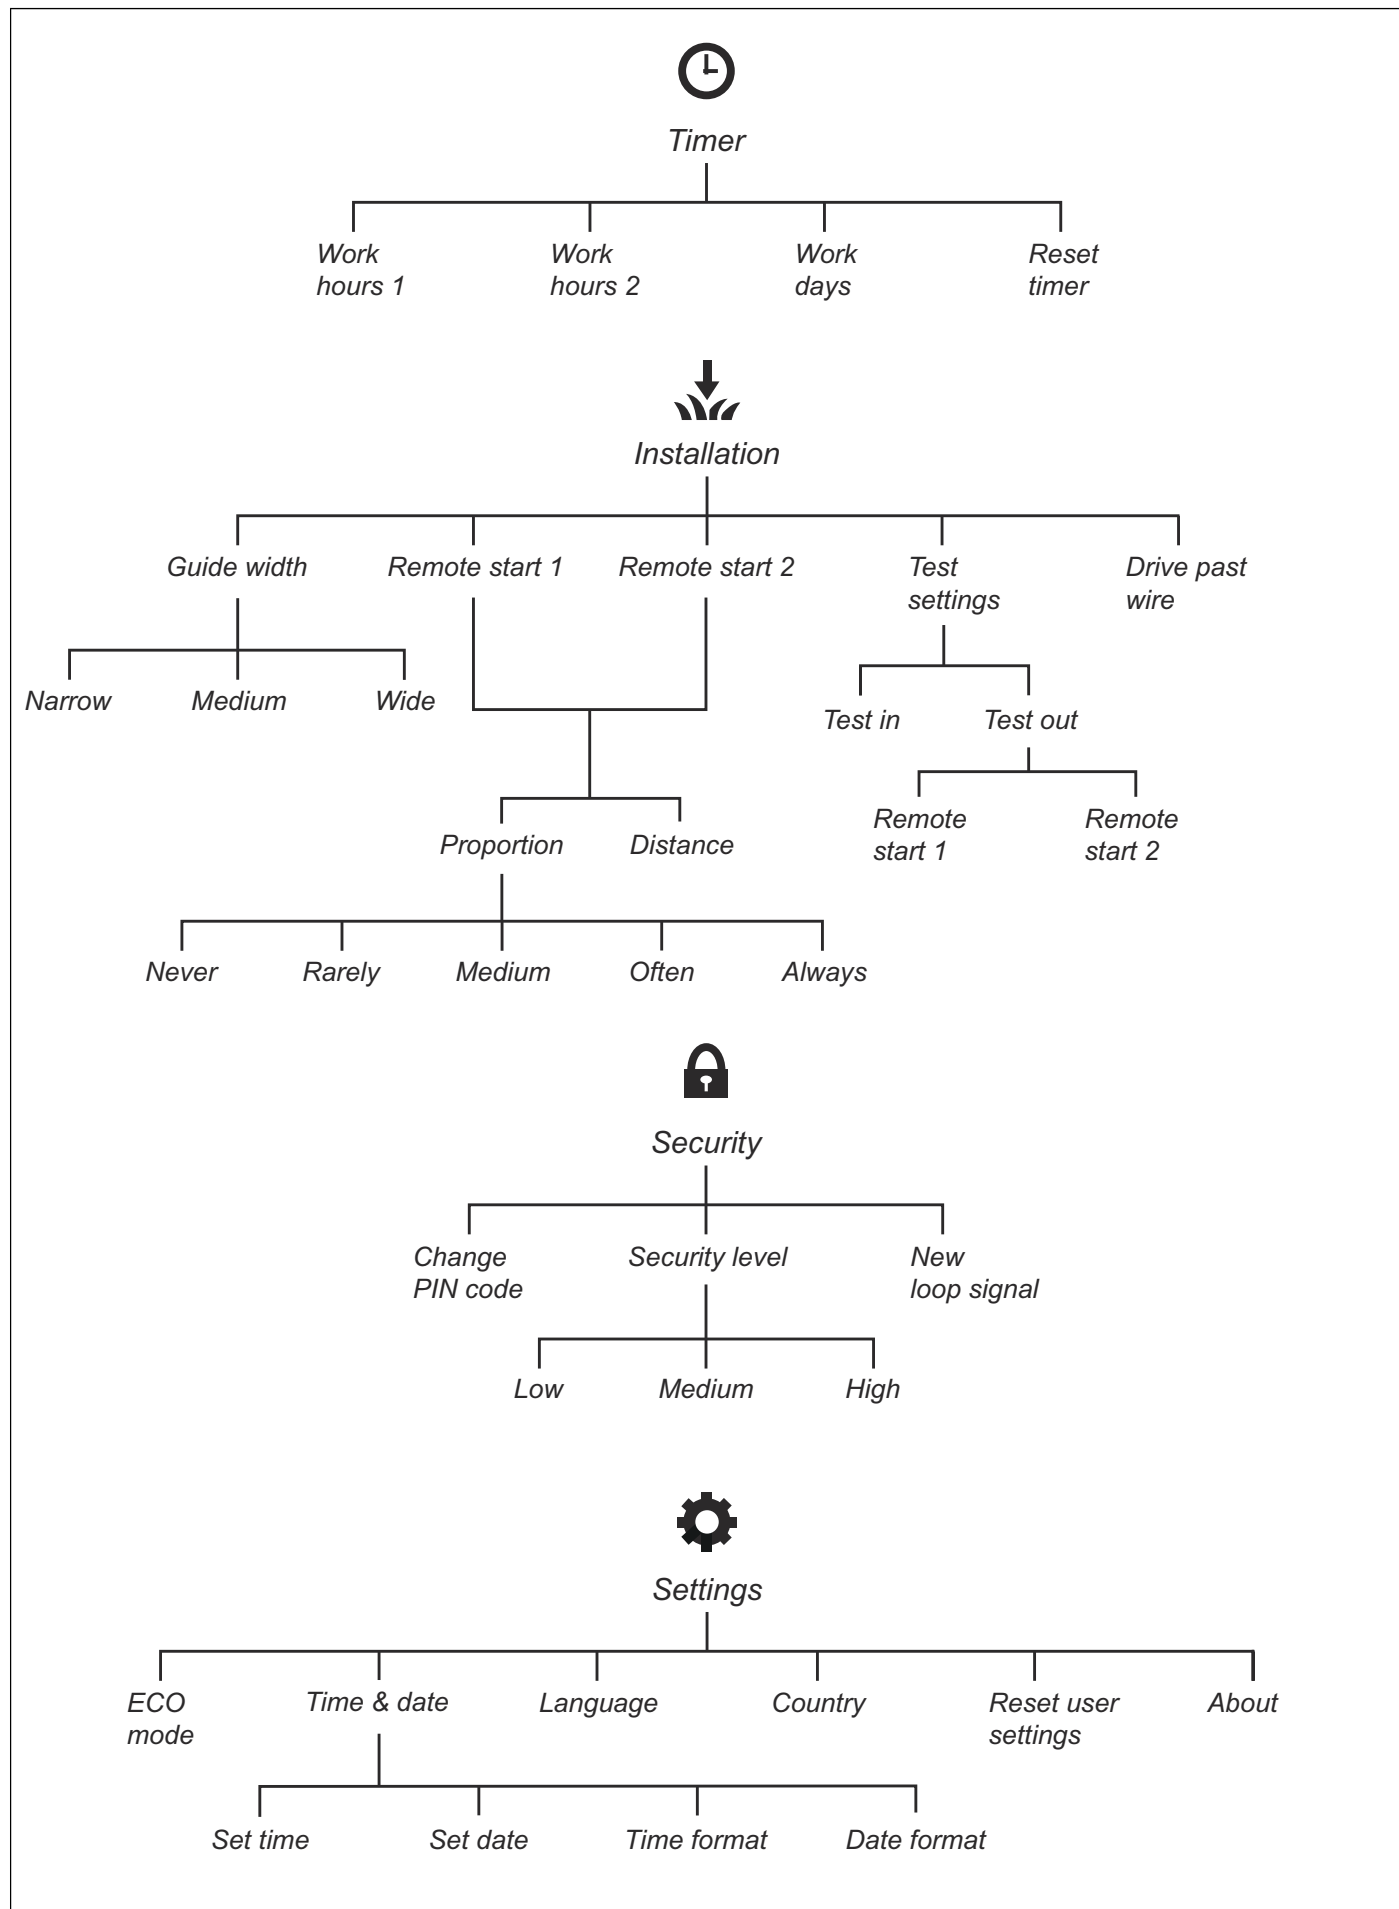 Timer
Work
hours 1
Work
hours 2
Work
days
Reset
timer
Installation
Guide width
Remote start 1
Remote start 2
Test
settings
Drive past
wire
Narrow
Medium
Wide
Test in
Test out
Remote
start 1
Remote
start 2
Proportion
Distance
Never
Rarely
Medium
Often
Always
Security
Change
PIN code
Security level
New
loop signal
Low
Medium
High
Settings
ECO
mode
Time & date
Language
Country
Reset user
settings
About
Set time
Set date
Time format
Date format